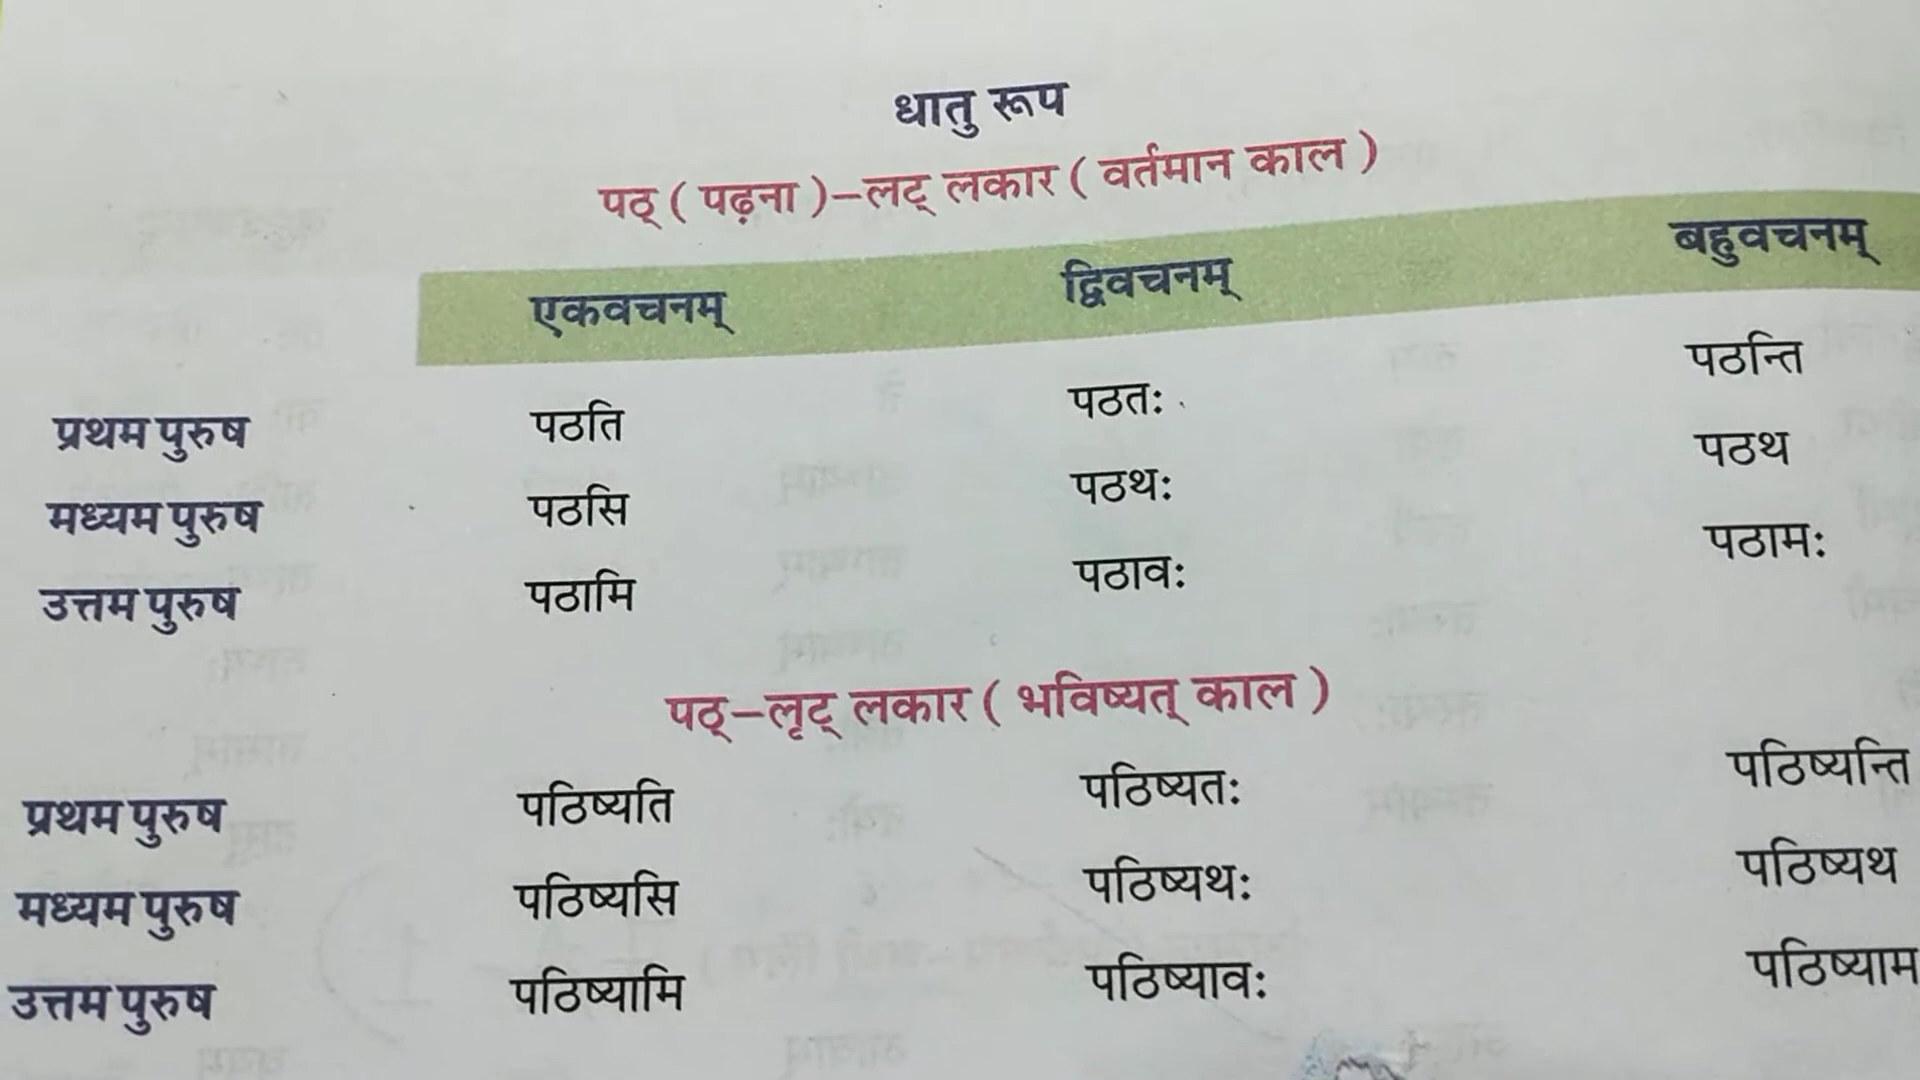 धातु रूप
पठ् ( पढ़ना )–लट् लकार ( वर्तमान काल )
एकवचनम् द्विवचनम् बहुवचनम्
प्रथम पुरुष पठति पठतः पठन्ति
मध्यम पुरुष पठसि पठथः पठथ
उत्तम पुरुष पठामि पठावः पठामः
पठ्–लृट् लकार ( भविष्यत् काल )
प्रथम पुरुष पठिष्यति पठिष्यतः पठिष्यन्ति
मध्यम पुरुष पठिष्यसि पठिष्यथः पठिष्यथ
उत्तम पुरुष पठिष्यामि पठिष्यावः पठिष्याम